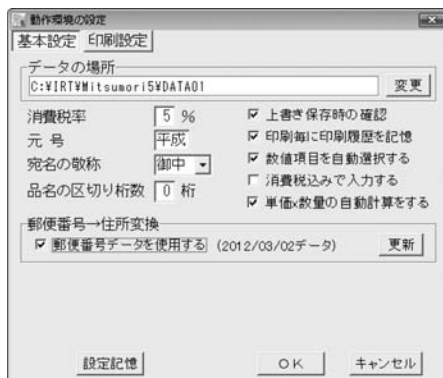 動作環境の設定
基本設定 印刷設定
データの場所
C:¥IRT¥Mitsumori5¥DATA01 変更
消費税率 5 %
元 号 平成
宛名の敬称 御中
品名の区切り桁数 0 桁
上書き保存時の確認
印刷毎に印刷履歴を記憶
数値項目を自動選択する
消費税込みで入力する
単価x数量の自動計算をする
郵便番号→住所変換
郵便番号データを使用する (2012/03/02データ) 更新
設定記憶 OK キャンセル